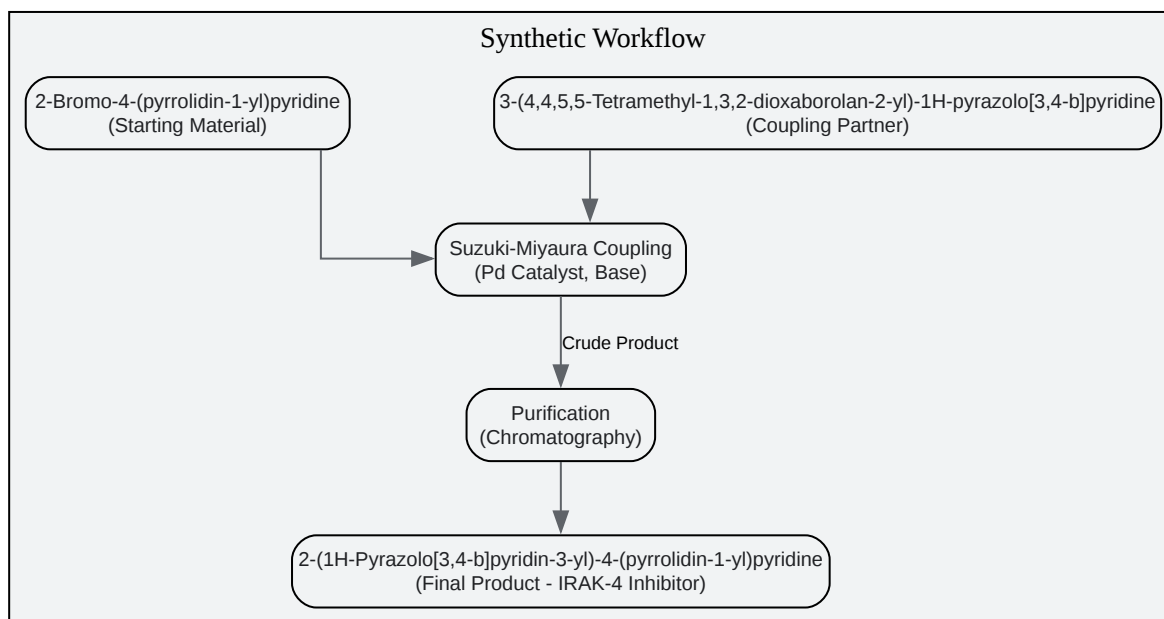 Synthetic Workflow
2-Bromo-4-(pyrrolidin-1-yl)pyridine
(Starting Material)
3-(4,4,5,5-Tetramethyl-1,3,2-dioxaborolan-2-yl)-1H-pyrazolo[3,4-b]pyridine
(Coupling Partner)
Suzuki-Miyaura Coupling
(Pd Catalyst, Base)
Crude Product
Purification
(Chromatography)
2-(1H-Pyrazolo[3,4-b]pyridin-3-yl)-4-(pyrrolidin-1-yl)pyridine
(Final Product - IRAK-4 Inhibitor)